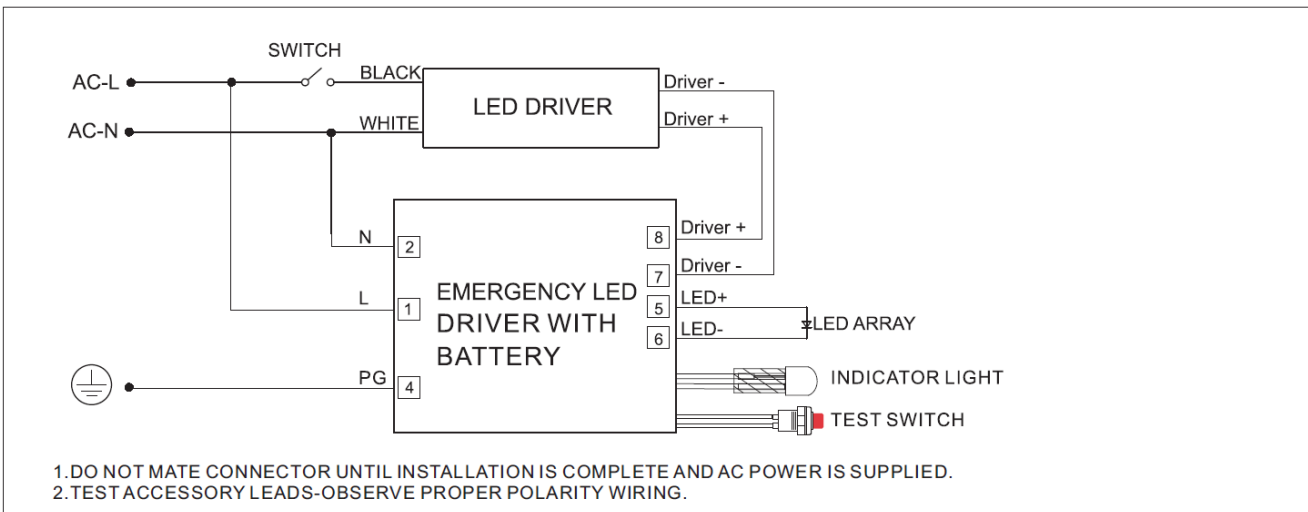 SWITCH
AC-L
BLACK
LED DRIVER
Driver -
AC-N
WHITE
Driver +
N
2
8
Driver +
7
Driver -
L
1
EMERGENCY LED
DRIVER WITH
BATTERY
5
LED+
LED ARRAY
6
LED-
PG
4
INDICATOR LIGHT
TEST SWITCH
1.DO NOT MATE CONNECTOR UNTIL INSTALLATION IS COMPLETE AND AC POWER IS SUPPLIED.
2.TEST ACCESSORY LEADS-OBSERVE PROPER POLARITY WIRING.